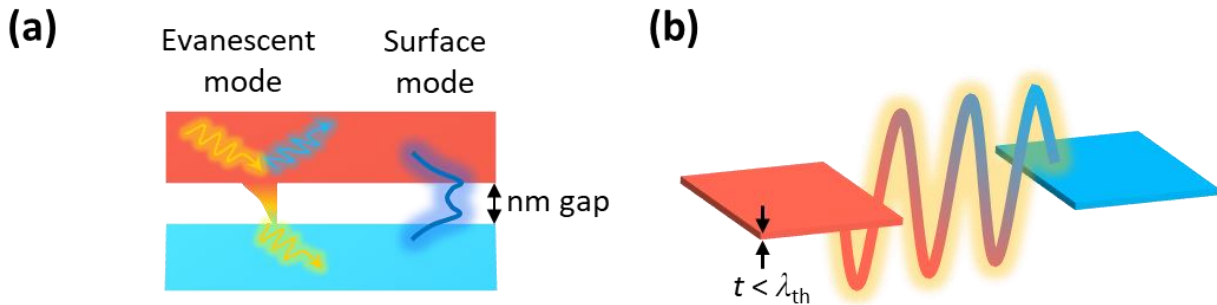 (a)
Evanescent
mode
Surface
mode
nm gap
(b)
t < λth